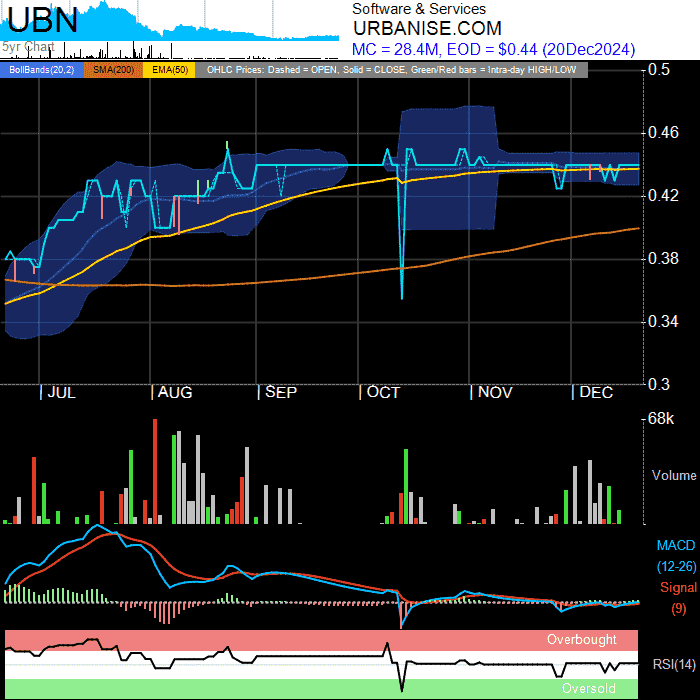 UBN
5yr Chart
Software & Services
URBANISE.COM
MC = 28.4M, EOD = $0.44 (20Dec2024)
BollBands(20,2) SMA(200) EMA(50) OHLC Prices: Dashed = OPEN, Solid = CLOSE, Green/Red bars = Intra-day HIGH/LOW
0.5
0.46
0.42
0.38
0.34
0.3
JUL AUG SEP OCT NOV DEC
68k
Volume
MACD
(12-26)
Signal
(9)
Overbought
RSI(14)
Oversold